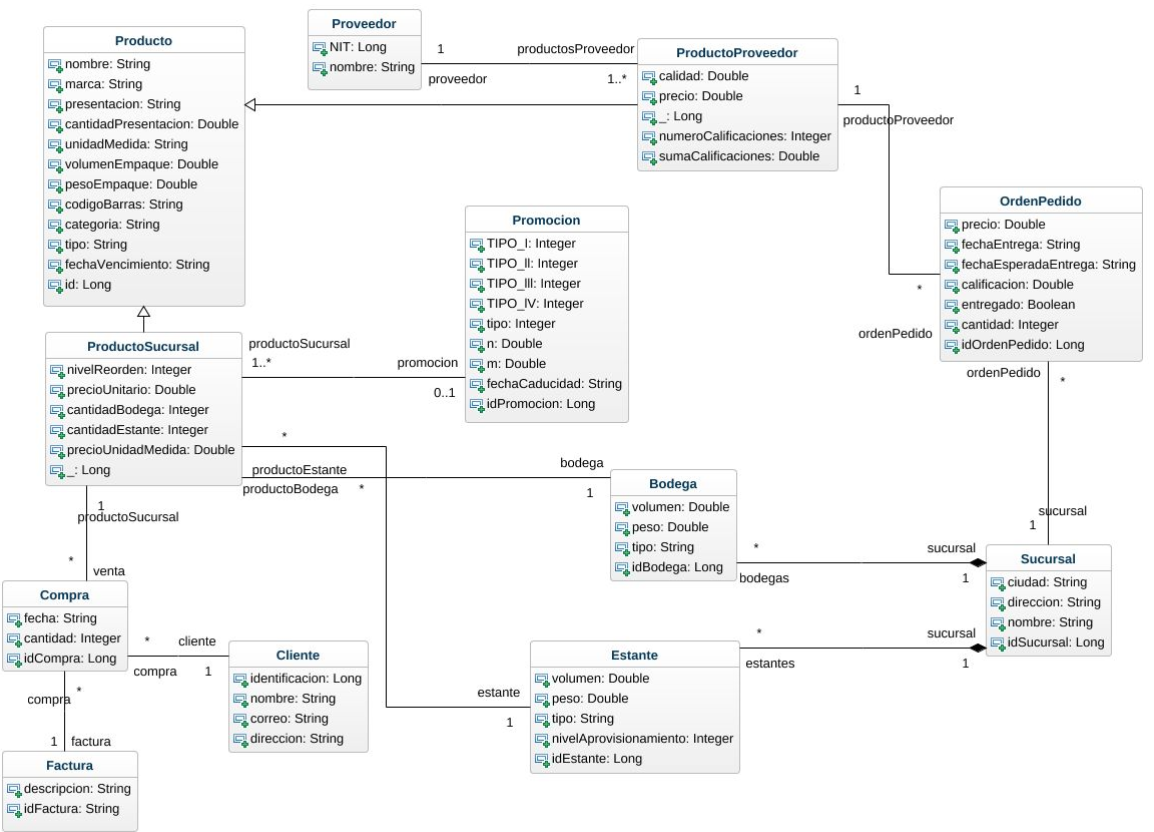 Proveedor
NIT: Long
nombre: String
1
productosProveedor
proveedor
1..*
Producto
nombre: String
marca: String
presentacion: String
cantidadPresentacion: Double
unidadMedida: String
volumenEmpaque: Double
pesoEmpaque: Double
codigoBarras: String
categoria: String
tipo: String
fechaVencimiento: String
id: Long
ProductoProveedor
calidad: Double
precio: Double
_: Long
numeroCalificaciones: Integer
sumaCalificaciones: Double
1
productoProveedor
*
ordenPedido
OrdenPedido
precio: Double
fechaEntrega: String
fechaEsperadaEntrega: String
calificacion: Double
entregado: Boolean
cantidad: Integer
idOrdenPedido: Long
ordenPedido
*
sucursal
1
Promocion
TIPO_I: Integer
TIPO_II: Integer
TIPO_III: Integer
TIPO_IV: Integer
tipo: Integer
n: Double
m: Double
fechaCaducidad: String
idPromocion: Long
ProductoSucursal
nivelReorden: Integer
precioUnitario: Double
cantidadBodega: Integer
cantidadEstante: Integer
precioUnidadMedida: Double
_: Long
productoSucursal
1..*
promocion
0..1
*
productoEstante
productoBodega *
bodega
1
Bodega
volumen: Double
peso: Double
tipo: String
idBodega: Long
*
bodegas
sucursal
1
Sucursal
ciudad: String
direccion: String
nombre: String
idSucursal: Long
1
productoSucursal
*
venta
Compra
fecha: String
cantidad: Integer
idCompra: Long
*
cliente
compra
1
Cliente
identificacion: Long
nombre: String
correo: String
direccion: String
estante
1
Estante
volumen: Double
peso: Double
tipo: String
nivelAprovisionamiento: Integer
idEstante: Long
*
estantes
sucursal
1
*
compra
1 factura
Factura
descripcion: String
idFactura: String